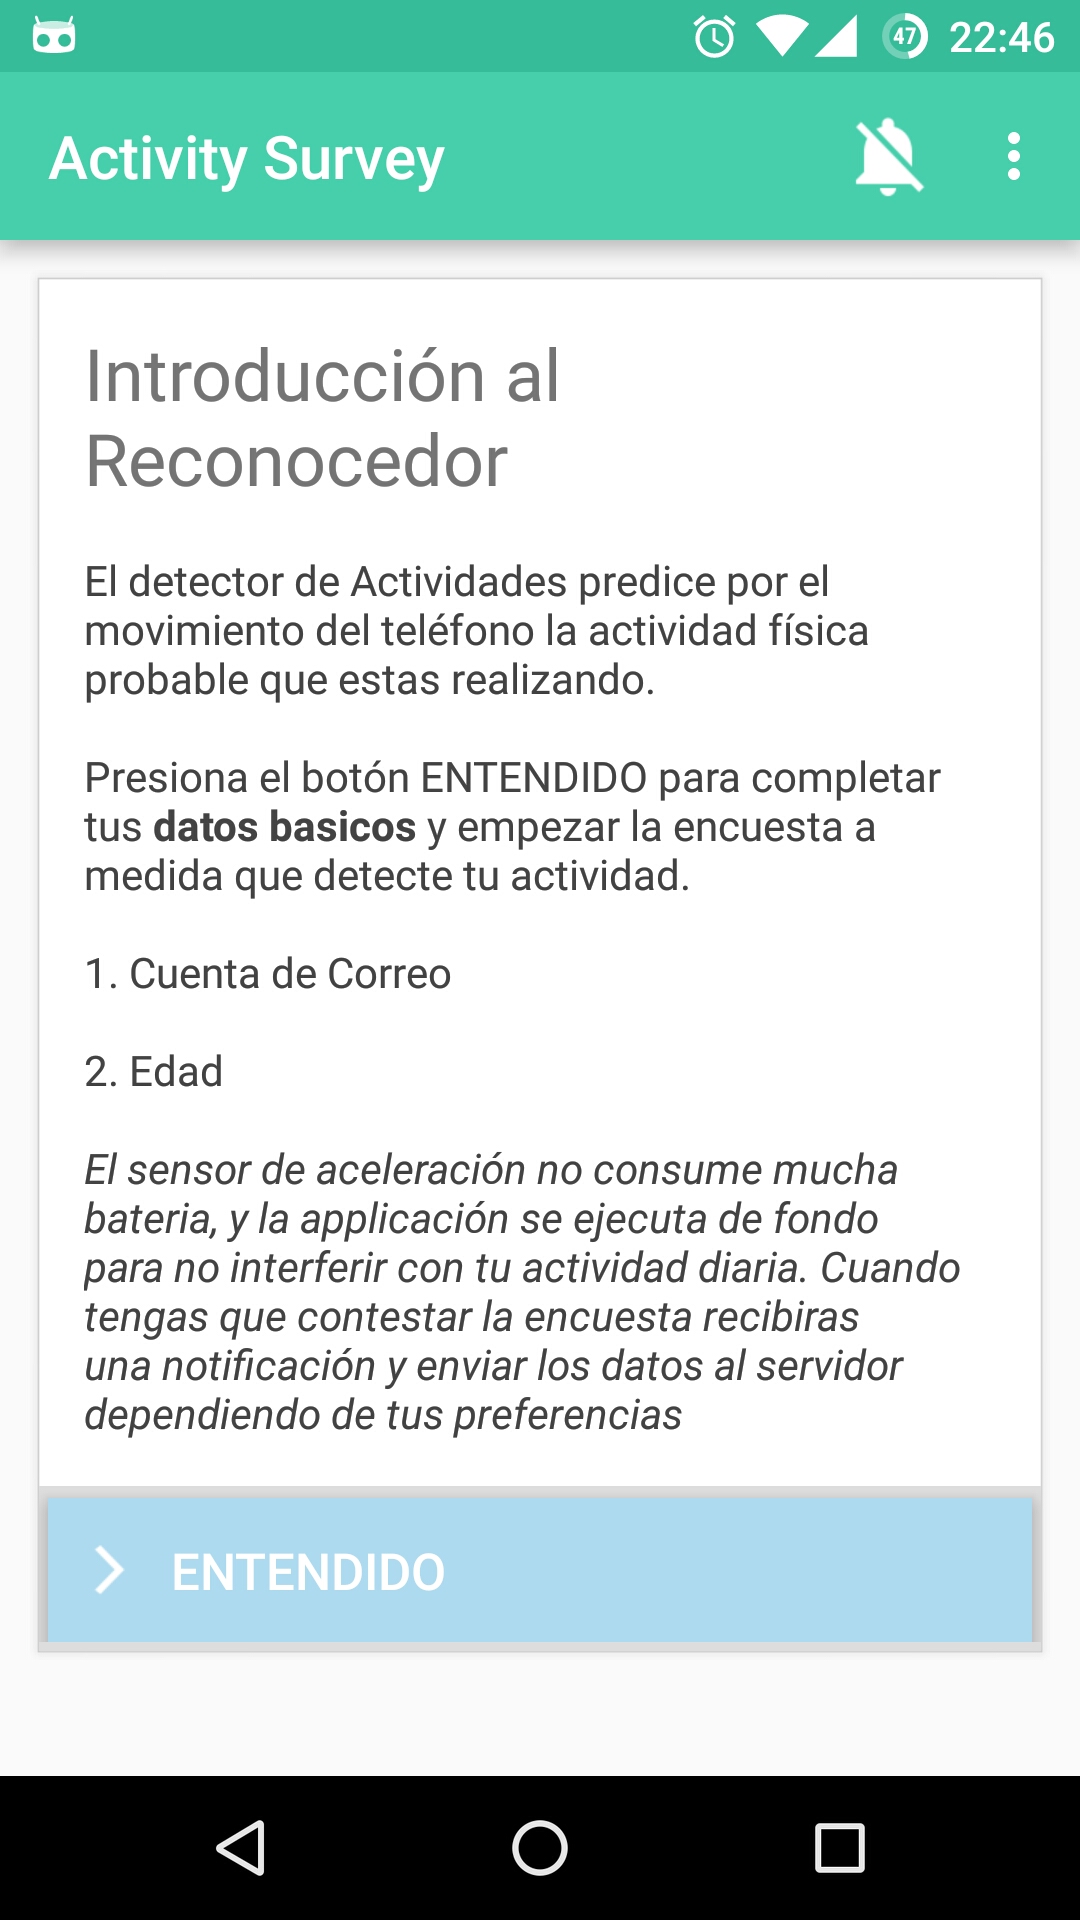 47 22:46
Activity Survey
Introducción al
Reconocedor
El detector de Actividades predice por el
movimiento del teléfono la actividad física
probable que estas realizando.
Presiona el botón ENTENDIDO para completar
tus datos basicos y empezar la encuesta a
medida que detecte tu actividad.
1. Cuenta de Correo
2. Edad
El sensor de aceleración no consume mucha
bateria, y la applicación se ejecuta de fondo
para no interferir con tu actividad diaria. Cuando
tengas que contestar la encuesta recibiras
una notificación y enviar los datos al servidor
dependiendo de tus preferencias
ENTENDIDO